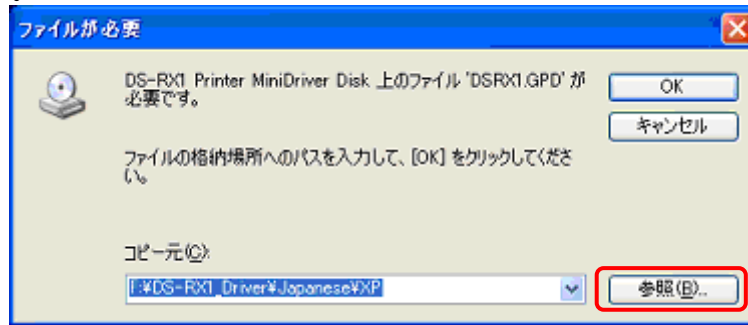 ファイルが必要
DS-RX1 Printer MiniDriver Disk 上のファイル 'DSRX1.GPD' が
必要です。
OK
キャンセル
ファイルの格納場所へのパスを入力して、[OK] をクリックしてくださ
い。
コピー元(C):
F:¥DS-RX1_Driver¥Japanese¥XP
参照(B)...